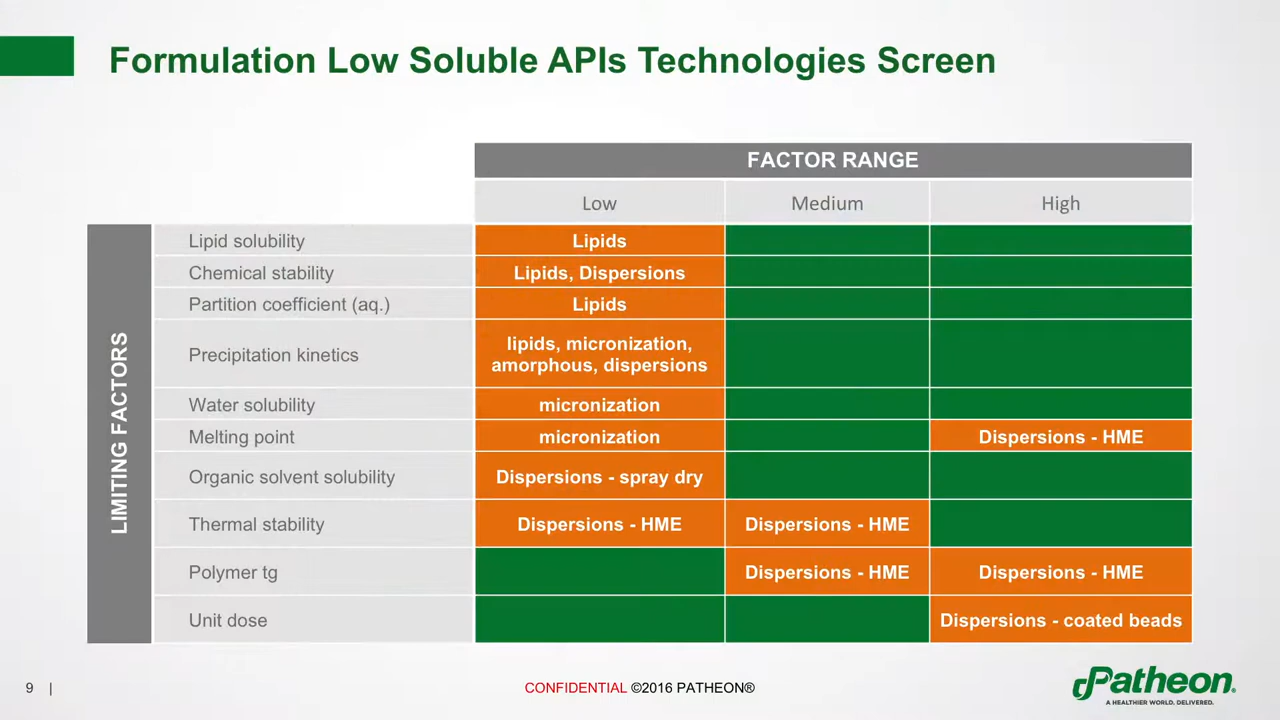 Formulation Low Soluble APIs Technologies Screen
FACTOR RANGE
Low Medium High
LIMITING FACTORS
Lipid solubility Lipids
Chemical stability Lipids, Dispersions
Partition coefficient (aq.) Lipids
Precipitation kinetics lipids, micronization,
amorphous, dispersions
Water solubility micronization
Melting point micronization Dispersions - HME
Organic solvent solubility Dispersions - spray dry
Thermal stability Dispersions - HME Dispersions - HME
Polymer tg Dispersions - HME Dispersions - HME
Unit dose Dispersions - coated beads
9 | CONFIDENTIAL ©2016 PATHEON®
Patheon®
A HEALTHIER WORLD. DELIVERED.